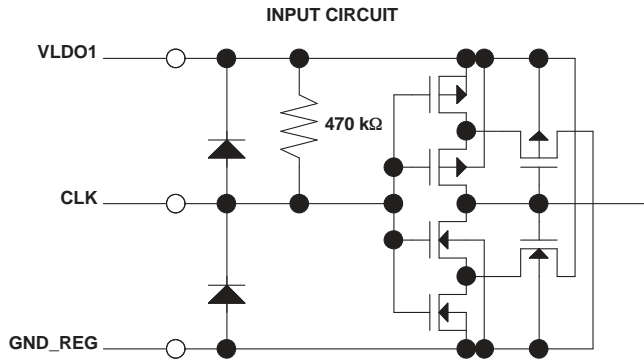 INPUT CIRCUIT
VLDO1
470 kΩ
CLK
GND_REG